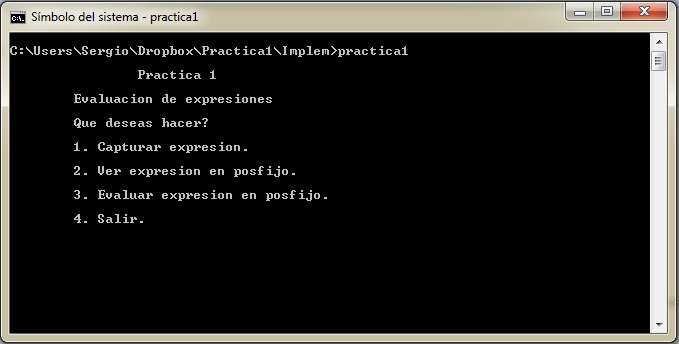 Símbolo del sistema - practica1
C:\Users\Sergio\Dropbox\Practica1\Implem>practica1
Practica 1
Evaluacion de expresiones
Que deseas hacer?
1. Capturar expresion.
2. Ver expresion en posfijo.
3. Evaluar expresion en posfijo.
4. Salir.